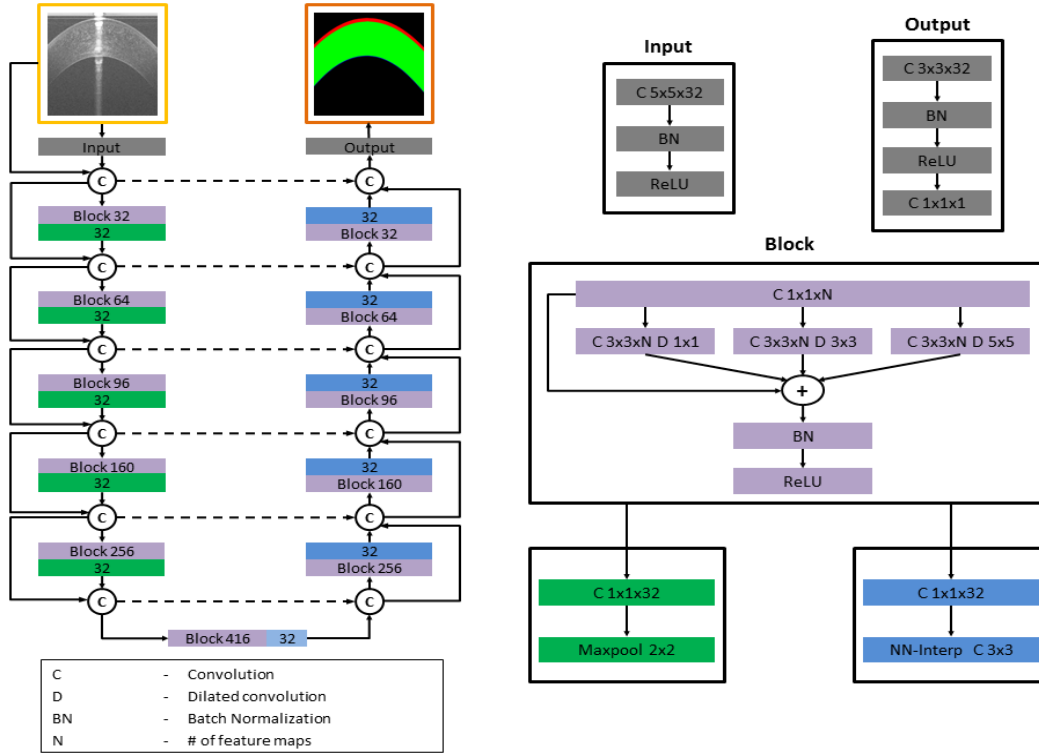 Input
C
Block 32
32
C
Block 64
32
C
Block 96
32
C
Block 160
32
C
Block 256
32
C
Block 416 32
Output
C
32
Block 32
C
32
Block 64
C
32
Block 96
C
32
Block 160
C
32
Block 256
C
C - Convolution
D - Dilated convolution
BN - Batch Normalization
N - # of feature maps
Input
C 5x5x32
BN
ReLU
Output
C 3x3x32
BN
ReLU
C 1x1x1
Block
C 1x1xN
C 3x3xN D 1x1 C 3x3xN D 3x3 C 3x3xN D 5x5
+
BN
ReLU
C 1x1x32
Maxpool 2x2
C 1x1x32
NN-Interp C 3x3